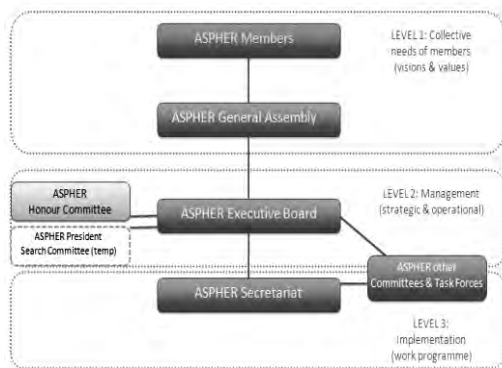 ASPHER Members
LEVEL 1: Collective
needs of members
(visions & values)
ASPHER General Assembly
ASPHER
Honour Committee
ASPHER President
Search Committee (temp)
ASPHER Executive Board
LEVEL 2: Management
(strategic & operational)
ASPHER other
Committees & Task Forces
ASPHER Secretariat
LEVEL 3:
Implementation
(work programme)